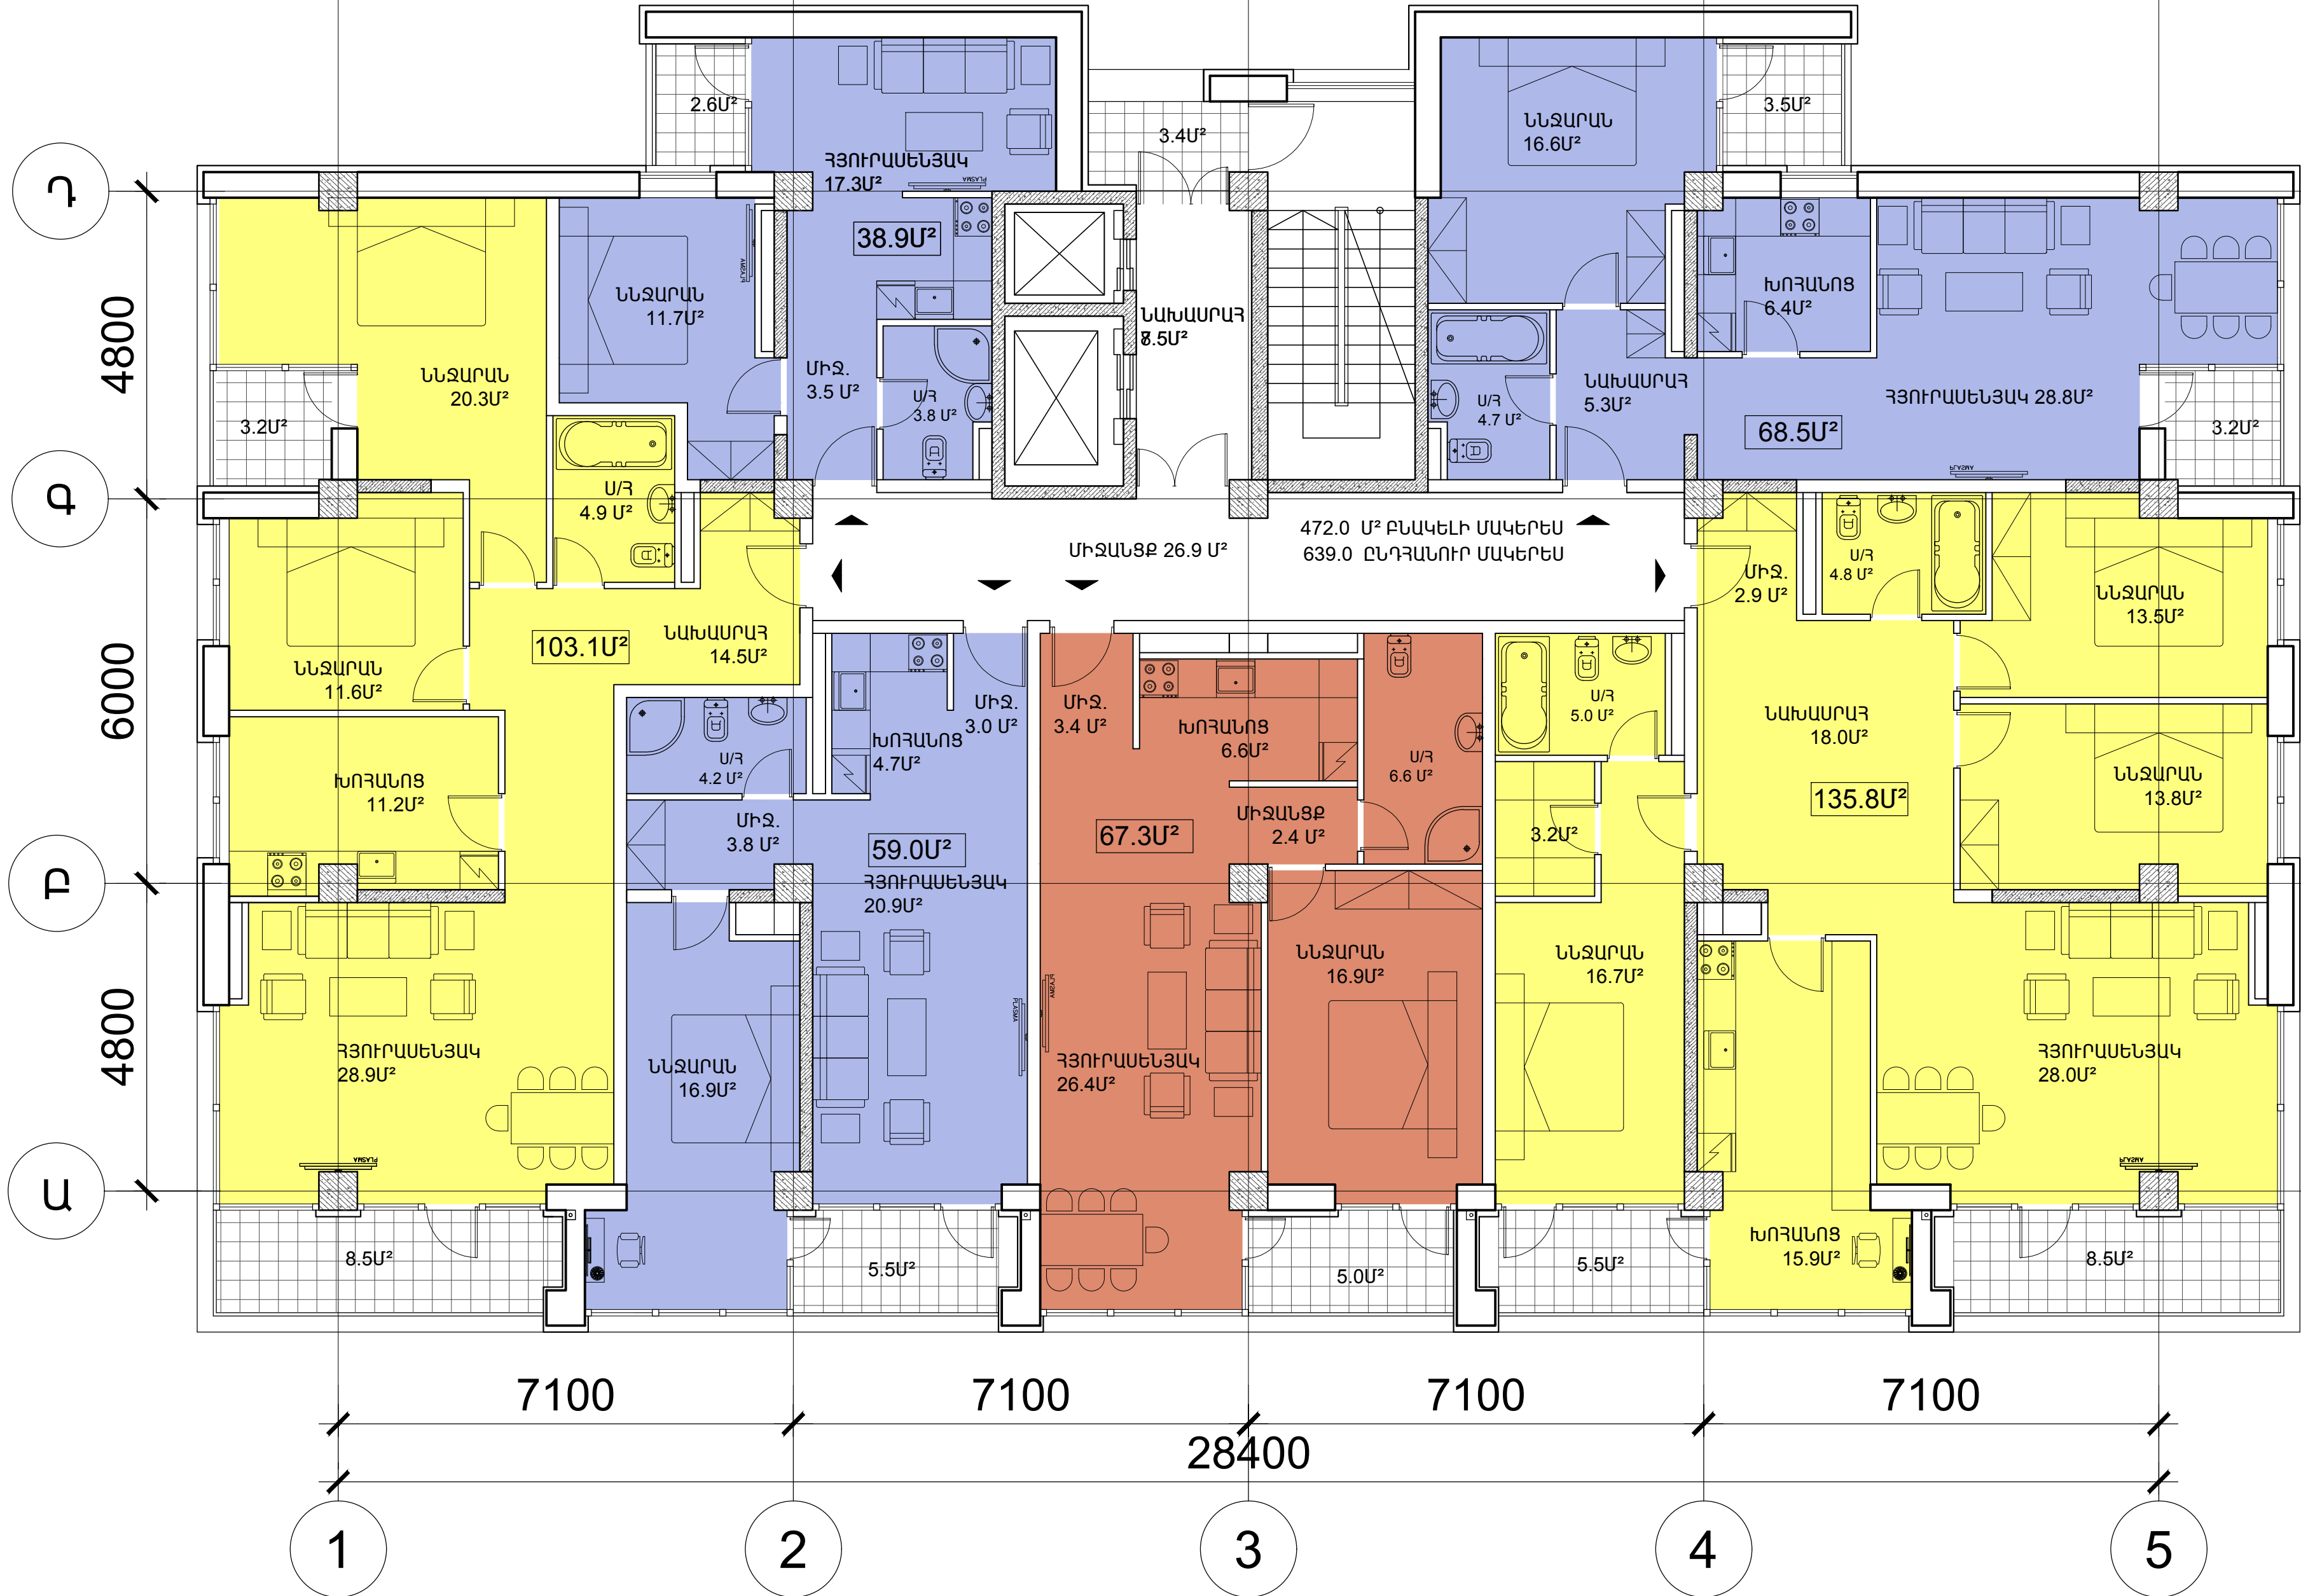 2.6Մ²
ՀՅՈՒՐԱՍԵՆՅԱԿ
17.3Մ²
PLASMA
3.4Մ²
ՆՆՋԱՐԱՆ
16.6Մ²
3.5Մ²
Դ
38.9Մ²
ՆՆՋԱՐԱՆ
11.7Մ²
PLASMA
ՆԱԽԱՍՐԱՀ
ԽՈՀԱՆՈՑ
6.4Մ²
4800
ՆՆՋԱՐԱՆ
20.3Մ²
ՄԻՋ.
3.5 Մ²
Ս/Հ
3.8 Մ²
Ս/Հ
4.7 Մ²
ՆԱԽԱՍՐԱՀ
5.3Մ²
ՀՅՈՒՐԱՍԵՆՅԱԿ 28.8Մ²
3.2Մ²
68.5Մ²
3.2Մ²
PLASMA
Գ
Ս/Հ
4.9 Մ²
ՄԻՋԱՆՑՔ 26.9 Մ²
472.0 Մ² ԲՆԱԿԵԼԻ ՄԱԿԵՐԵՍ
639.0 ԸՆԴՀԱՆՈՒՐ ՄԱԿԵՐԵՍ
ՄԻՋ.
2.9 Մ²
Ս/Հ
4.8 Մ²
ՆՆՋԱՐԱՆ
13.5Մ²
103.1Մ²
ՆԱԽԱՍՐԱՀ
14.5Մ²
ՆՆՋԱՐԱՆ
11.6Մ²
6000
ՄԻՋ.
3.0 Մ²
ՄԻՋ.
3.4 Մ²
ԽՈՀԱՆՈՑ
6.6Մ²
Ս/Հ
5.0 Մ²
ՆԱԽԱՍՐԱՀ
18.0Մ²
ԽՈՀԱՆՈՑ
4.7Մ²
Ս/Հ
4.2 Մ²
Ս/Հ
6.6 Մ²
ԽՈՀԱՆՈՑ
11.2Մ²
ՆՆՋԱՐԱՆ
13.8Մ²
135.8Մ²
ՄԻՋ.
3.8 Մ²
59.0Մ²
67.3Մ²
ՄԻՋԱՆՑՔ
2.4 Մ²
3.2Մ²
Բ
ՀՅՈՒՐԱՍԵՆՅԱԿ
20.9Մ²
ՆՆՋԱՐԱՆ
16.9Մ²
ՆՆՋԱՐԱՆ
16.7Մ²
4800
PLASMA
PLASMA
ՀՅՈՒՐԱՍԵՆՅԱԿ
28.9Մ²
ՆՆՋԱՐԱՆ
16.9Մ²
ՀՅՈՒՐԱՍԵՆՅԱԿ
26.4Մ²
ՀՅՈՒՐԱՍԵՆՅԱԿ
28.0Մ²
PLASMA
PLASMA
Ա
8.5Մ²
5.5Մ²
5.0Մ²
5.5Մ²
ԽՈՀԱՆՈՑ
15.9Մ²
8.5Մ²
7100
7100
7100
7100
28400
1
2
3
4
5